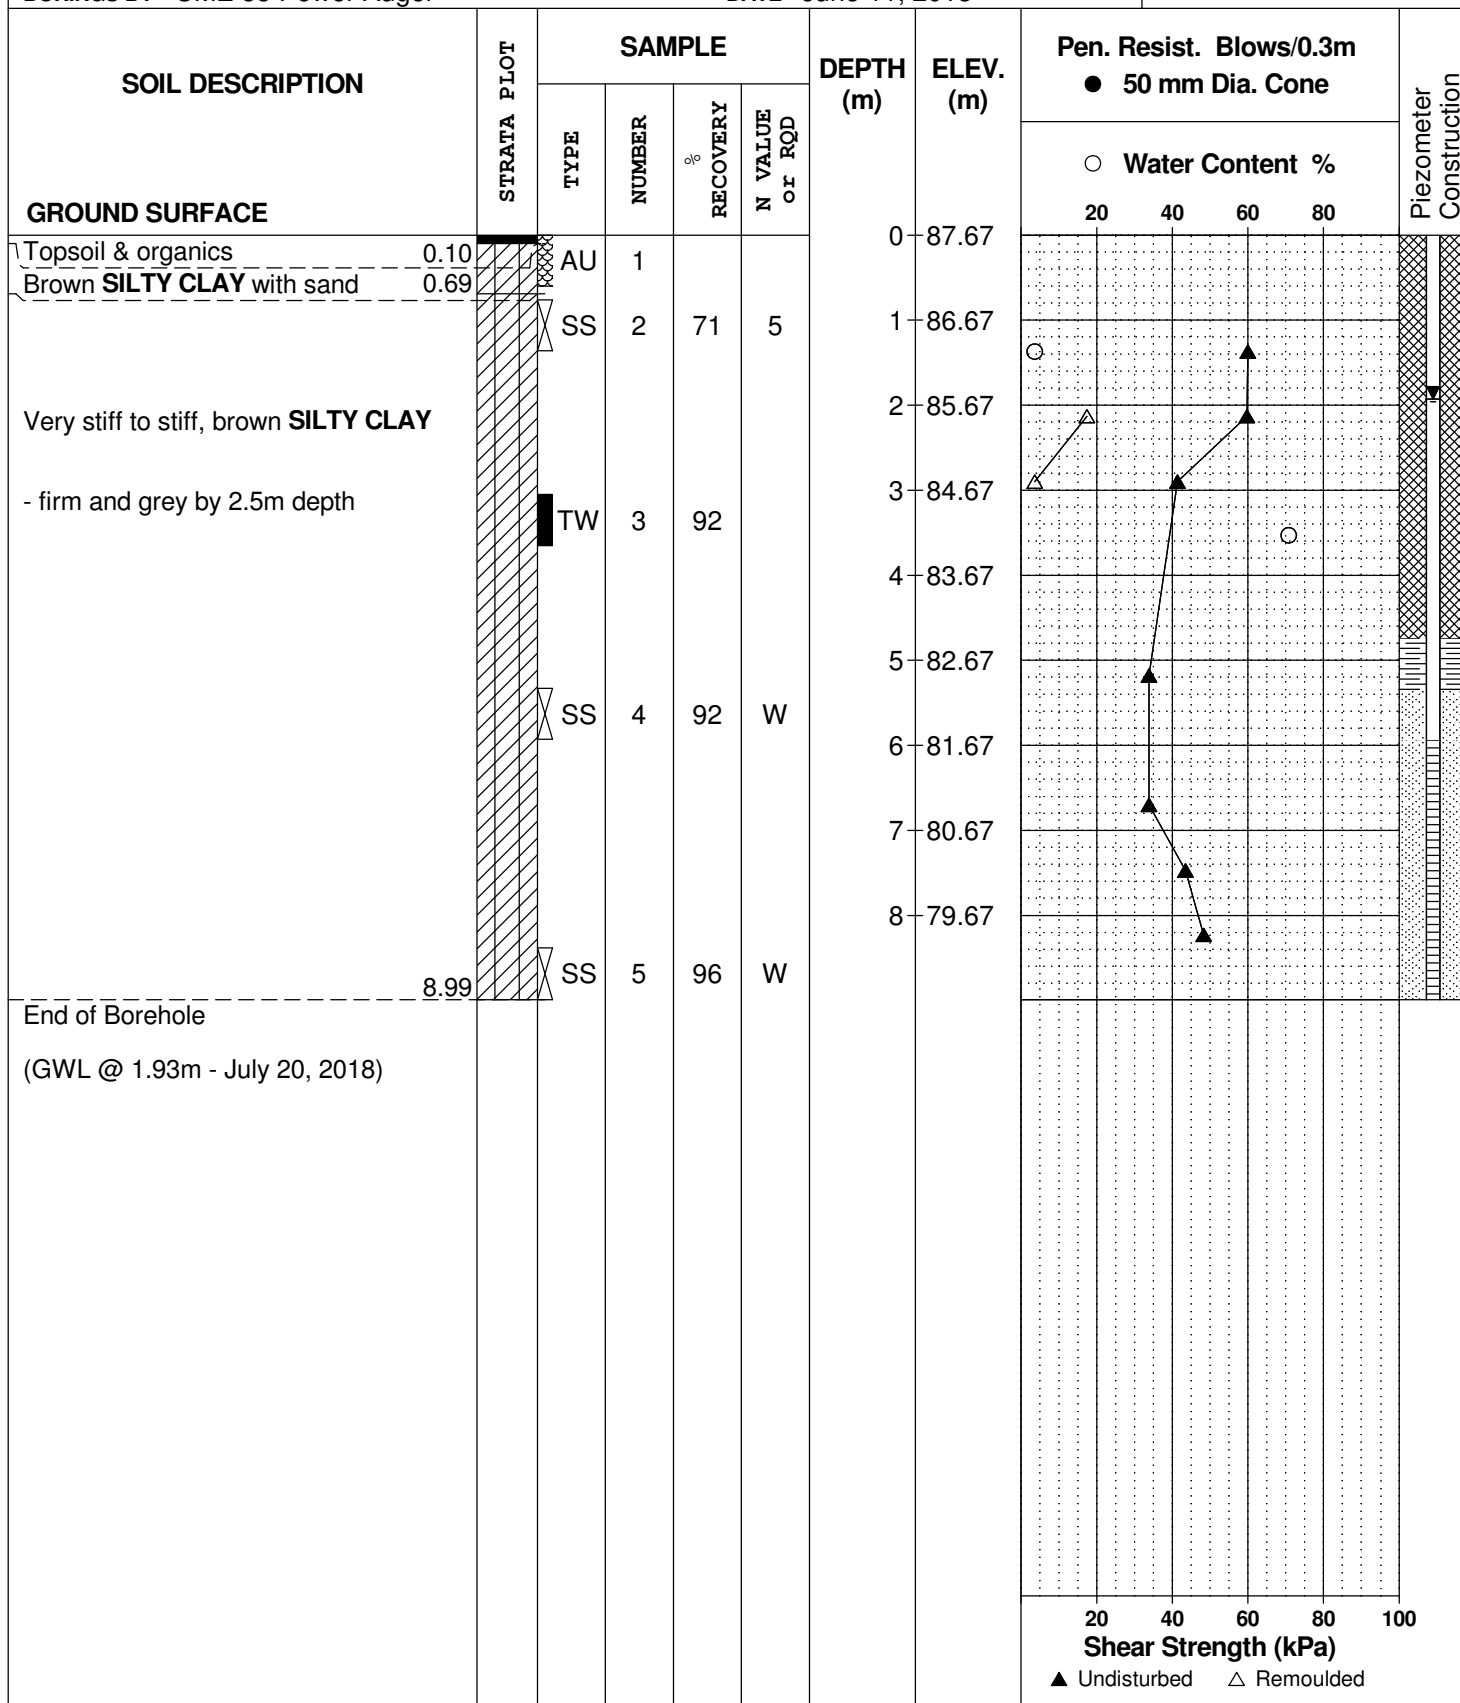 SOIL DESCRIPTION
GROUND SURFACE
STRATA PLOT
SAMPLE
TYPE
NUMBER
% RECOVERY
N VALUE or RQD
DEPTH (m)
ELEV. (m)
Pen. Resist. Blows/0.3m
● 50 mm Dia. Cone
○ Water Content %
20 40 60 80
Piezometer Construction
0 87.67
Topsoil & organics 0.10
AU 1
Brown SILTY CLAY with sand 0.69
SS 2 71 5
1 86.67
2 85.67
Very stiff to stiff, brown SILTY CLAY
3 84.67
- firm and grey by 2.5m depth
TW 3 92
4 83.67
5 82.67
SS 4 92 W
6 81.67
7 80.67
8 79.67
SS 5 96 W
8.99
End of Borehole
(GWL @ 1.93m - July 20, 2018)
20 40 60 80 100
Shear Strength (kPa)
▲ Undisturbed △ Remoulded